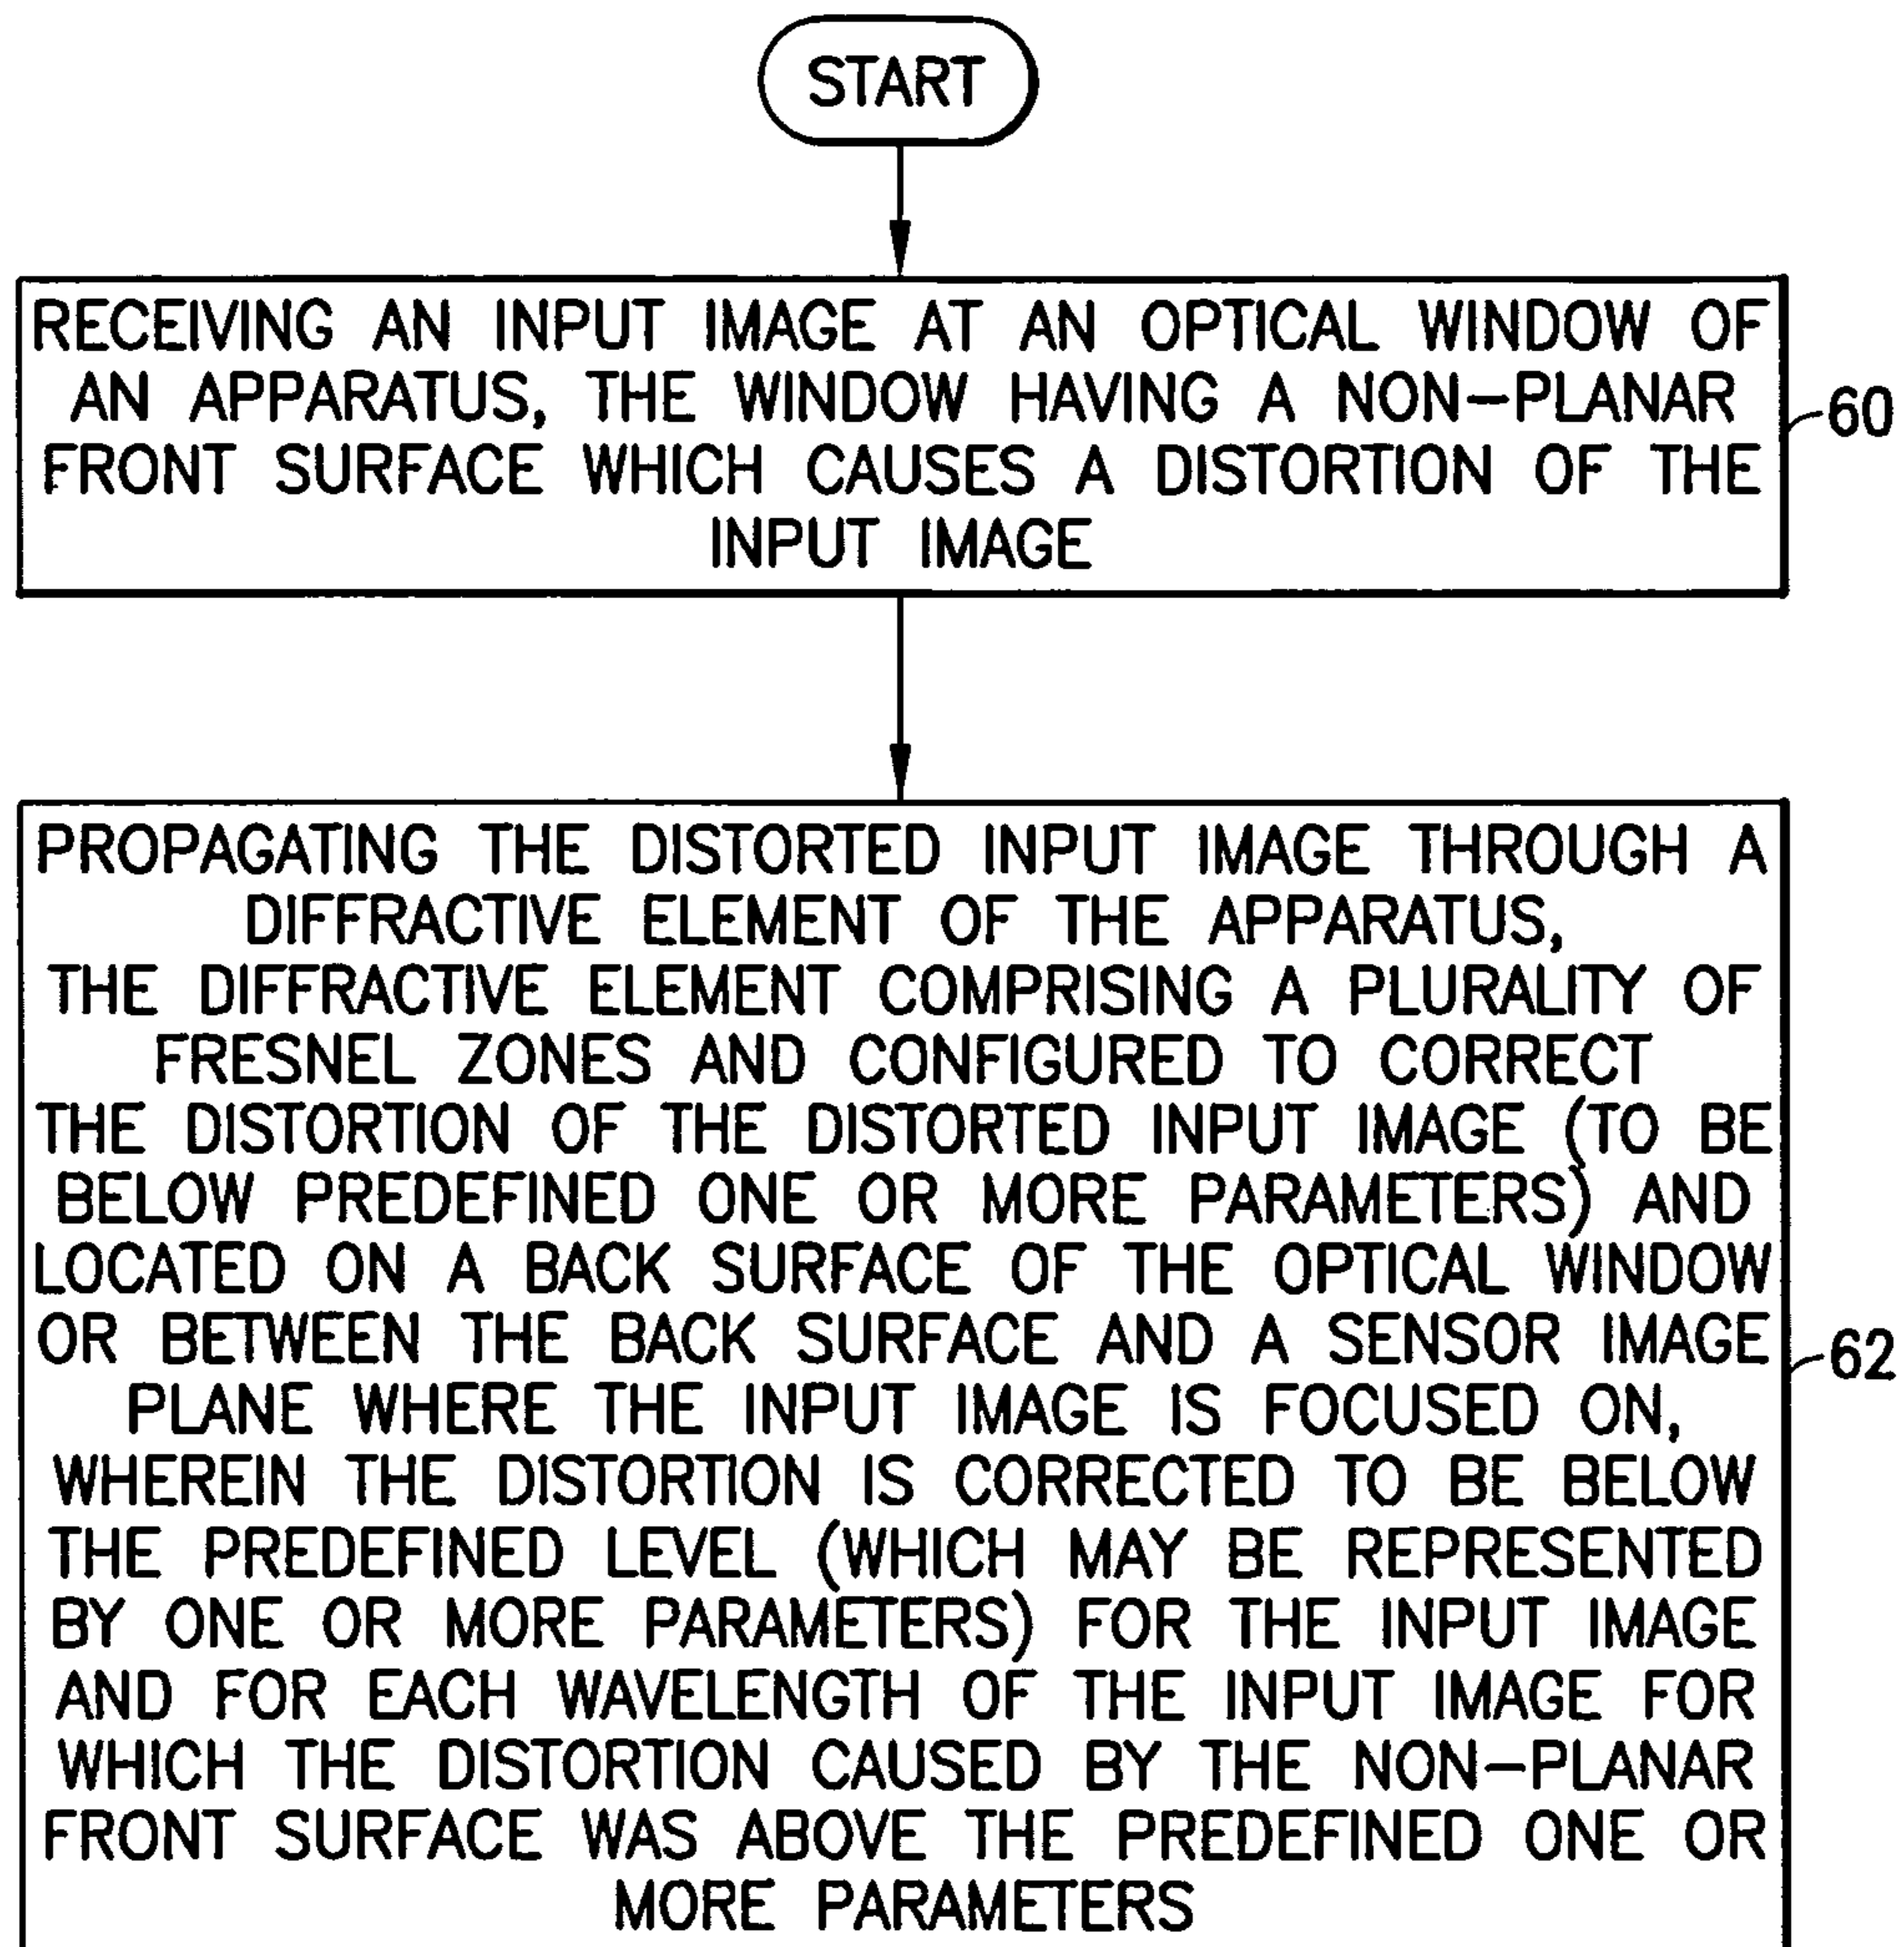 START
RECEIVING AN INPUT IMAGE AT AN OPTICAL WINDOW OF
AN APPARATUS, THE WINDOW HAVING A NON-PLANAR
FRONT SURFACE WHICH CAUSES A DISTORTION OF THE
INPUT IMAGE
60
PROPAGATING THE DISTORTED INPUT IMAGE THROUGH A
DIFFRACTIVE ELEMENT OF THE APPARATUS,
THE DIFFRACTIVE ELEMENT COMPRISING A PLURALITY OF
FRESNEL ZONES AND CONFIGURED TO CORRECT
THE DISTORTION OF THE DISTORTED INPUT IMAGE (TO BE
BELOW PREDEFINED ONE OR MORE PARAMETERS) AND
LOCATED ON A BACK SURFACE OF THE OPTICAL WINDOW
OR BETWEEN THE BACK SURFACE AND A SENSOR IMAGE
PLANE WHERE THE INPUT IMAGE IS FOCUSED ON,
WHEREIN THE DISTORTION IS CORRECTED TO BE BELOW
THE PREDEFINED LEVEL (WHICH MAY BE REPRESENTED
BY ONE OR MORE PARAMETERS) FOR THE INPUT IMAGE
AND FOR EACH WAVELENGTH OF THE INPUT IMAGE FOR
WHICH THE DISTORTION CAUSED BY THE NON-PLANAR
FRONT SURFACE WAS ABOVE THE PREDEFINED ONE OR
MORE PARAMETERS
62